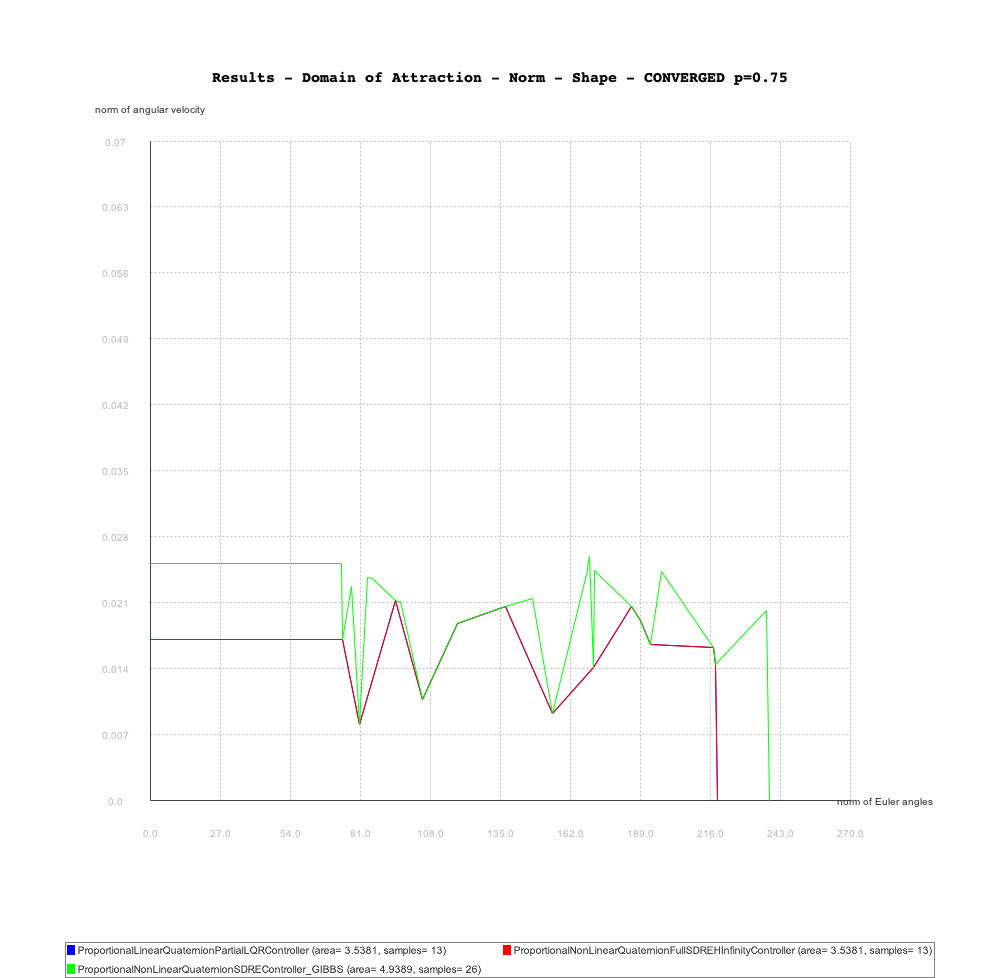 Results - Domain of Attraction - Norm - Shape - CONVERGED p=0.75
norm of angular velocity
0.07
0.063
0.056
0.049
0.042
0.035
0.028
0.021
0.014
0.007
0.0
norm of Euler angles
0.0 27.0 54.0 81.0 108.0 135.0 162.0 189.0 216.0 243.0 270.0
ProportionalLinearQuaternionPartialLQRController (area= 3.5381, samples= 13) ProportionalNonLinearQuaternionFullSDREHInfinityController (area= 3.5381, samples= 13)
ProportionalNonLinearQuaternionSDREController_GIBBS (area= 4.9389, samples= 26)